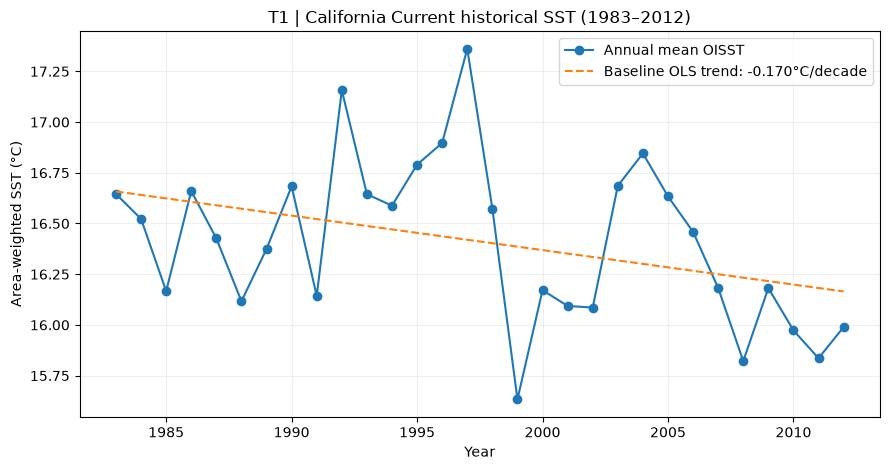 T1 | California Current historical SST (1983–2012)
Annual mean OISST
Baseline OLS trend: -0.170°C/decade
Area-weighted SST (°C)
17.25
17.00
16.75
16.50
16.25
16.00
15.75
1985
1990
1995
2000
2005
2010
Year